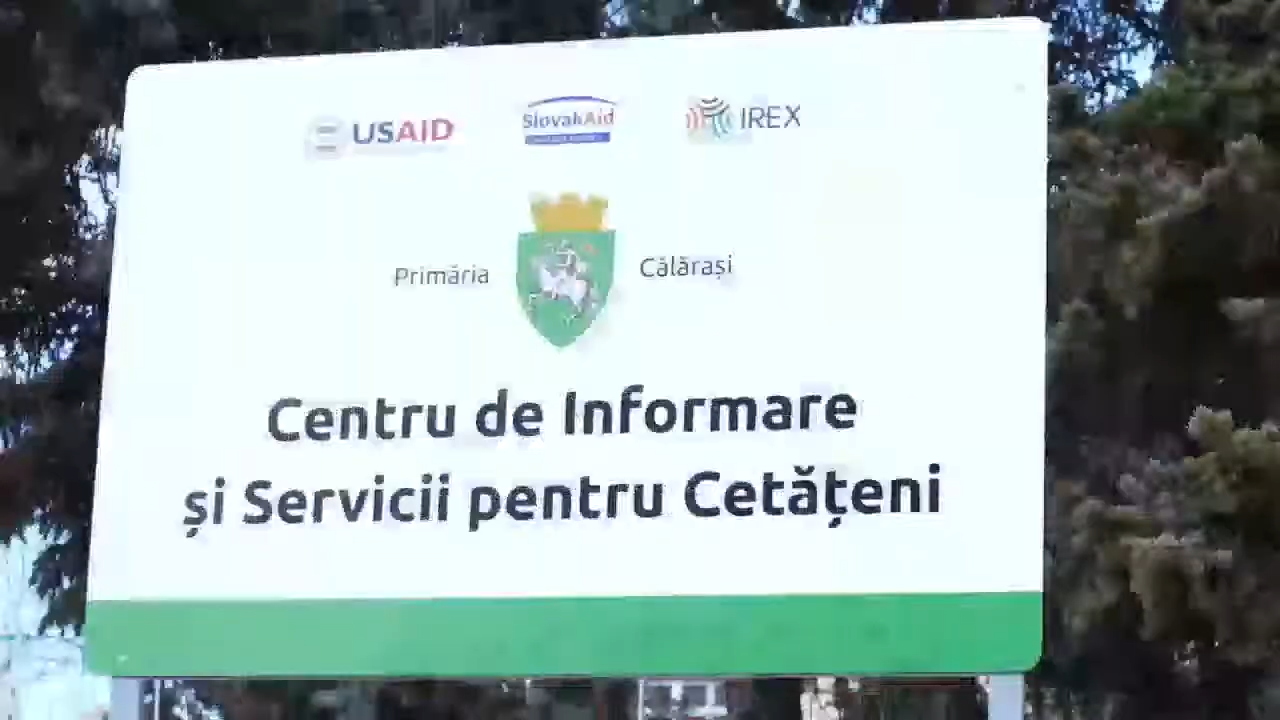 USAID
SlovakAid
IREX
Primăria
Călărași
Centru de Informare
și Servicii pentru Cetățeni